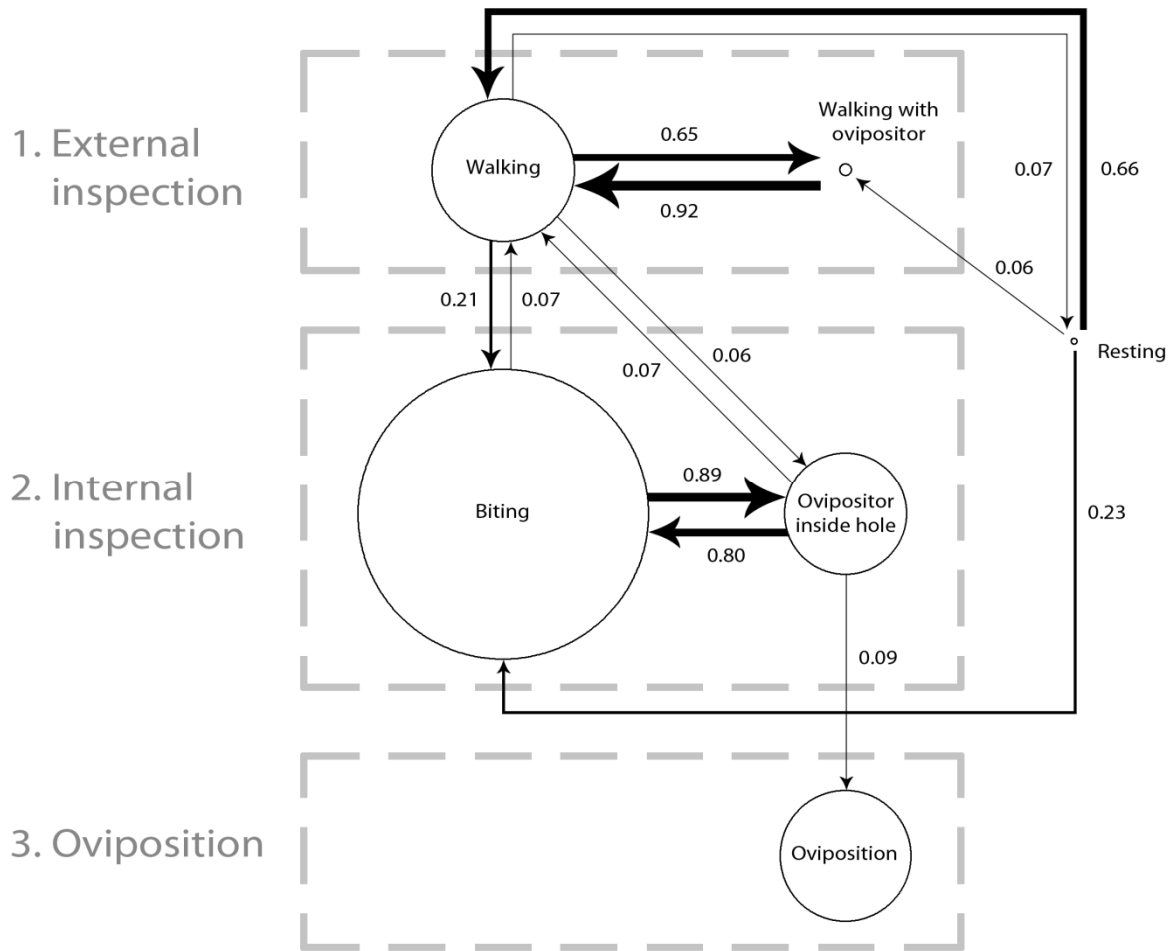 1. External
inspection
Walking
0.65
0.92
Walking with
ovipositor
0.07
0.66
0.06
Resting
0.21
0.07
0.06
0.07
2. Internal
inspection
Biting
0.89
0.80
Ovipositor
inside hole
0.23
0.09
3. Oviposition
Oviposition